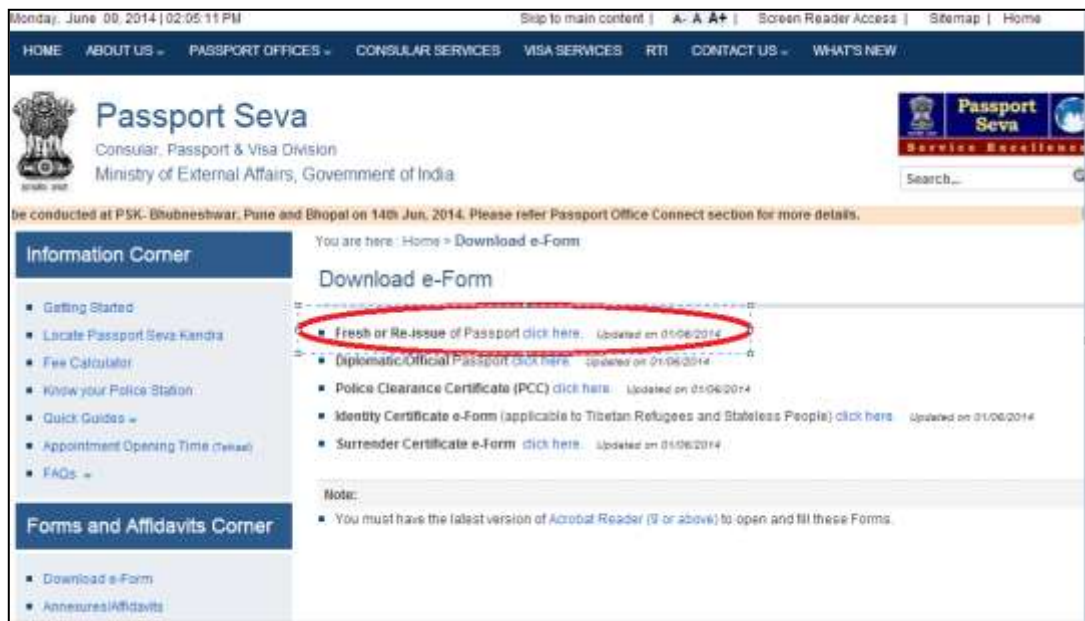 Monday, June 09, 2014 | 02:05:11 PM
Skip to main content | A- A A+ | Screen Reader Access | Sitemap | Home
HOME ABOUT US PASSPORT OFFICES CONSULAR SERVICES VISA SERVICES RTI CONTACT US WHAT'S NEW
Passport Seva
Consular, Passport & Visa Division
Ministry of External Affairs, Government of India
Passport
Seva
Service Excellence
Search...
be conducted at PSK- Bhubneshwar, Pune and Bhopal on 14th Jun, 2014. Please refer Passport Office Connect section for more details.
Information Corner
Getting Started
Locate Passport Seva Kendra
Fee Calculator
Know your Police Station
Quick Guides
Appointment Opening Time (Tatkaal)
FAQs
Forms and Affidavits Corner
Download e-Form
Annexures/Affidavits
You are here : Home > Download e-Form
Download e-Form
Fresh or Re-issue of Passport click here. Updated on 01/06/2014
Diplomatic/Official Passport click here. Updated on 01/06/2014
Police Clearance Certificate (PCC) click here. Updated on 01/06/2014
Identity Certificate e-Form (applicable to Tibetan Refugees and Stateless People) click here. Updated on 01/06/2014
Surrender Certificate e-Form click here. Updated on 01/06/2014
Note:
You must have the latest version of Acrobat Reader (9 or above) to open and fill these Forms.